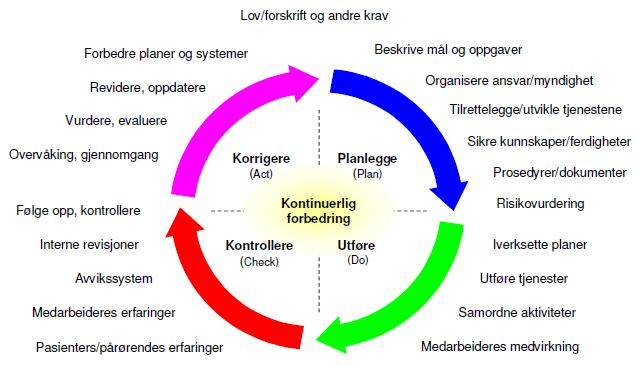 Lov/forskrift og andre krav
Beskrive mål og oppgaver
Organisere ansvar/myndighet
Tilrettelegge/utvikle tjenestene
Sikre kunnskaper/ferdigheter
Prosedyrer/dokumenter
Risikovurdering
Iverksette planer
Utføre tjenester
Samordne aktiviteter
Medarbeideres medvirkning
Forbedre planer og systemer
Revidere, oppdatere
Vurdere, evaluere
Overvåking, gjennomgang
Følge opp, kontrollere
Interne revisjoner
Avvikssystem
Medarbeideres erfaringer
Pasienters/pårørendes erfaringer
Korrigere
(Act)
Planlegge
(Plan)
Kontinuerlig
forbedring
Kontrollere
(Check)
Utføre
(Do)